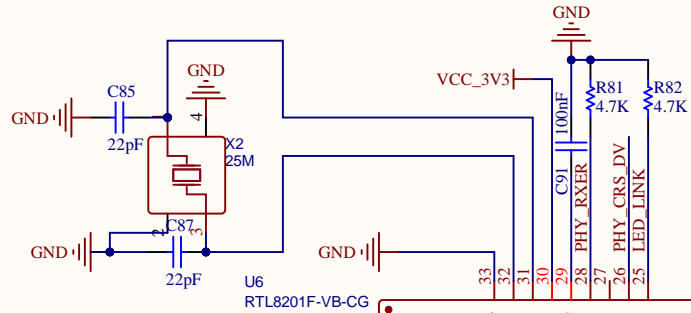 GND
GND
VCC_3V3
C85
R81
R82
GND
4
100nF
4.7K
4.7K
X2
25M
22pF
C91
PHY_RXER
PHY_CRS_DV
LED_LINK
2
C87
3
GND
GND
22pF
U6
RTL8201F-VB-CG
33
32
31
30
29
28
27
26
25